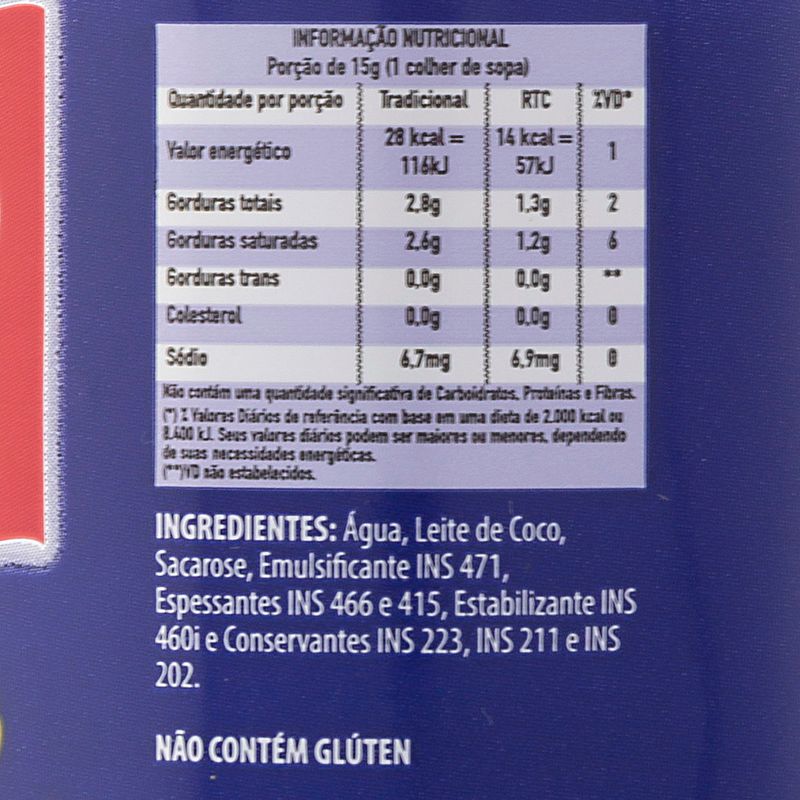 INFORMAÇÃO NUTRICIONAL
Porção de 15g (1 colher de sopa)
Quantidade por porção Tradicional RTC %VD*
Valor energético 28 kcal = 116kJ 14 kcal = 57kJ 1
Gorduras totais 2,8g 1,3g 2
Gorduras saturadas 2,6g 1,2g 6
Gorduras trans 0,0g 0,0g **
Colesterol 0,0g 0,0g 0
Sódio 6,7mg 6,9mg 0
Não contém uma quantidade significativa de Carboidratos, Proteínas e Fibras.
(*) % Valores Diários de referência com base em uma dieta de 2.000 kcal ou
8.400 kJ. Seus valores diários podem ser maiores ou menores, dependendo
de suas necessidades energéticas.
(**)VD não estabelecidos.
INGREDIENTES: Água, Leite de Coco,
Sacarose, Emulsificante INS 471,
Espessantes INS 466 e 415, Estabilizante INS
460i e Conservantes INS 223, INS 211 e INS
202.
NÃO CONTÉM GLÚTEN